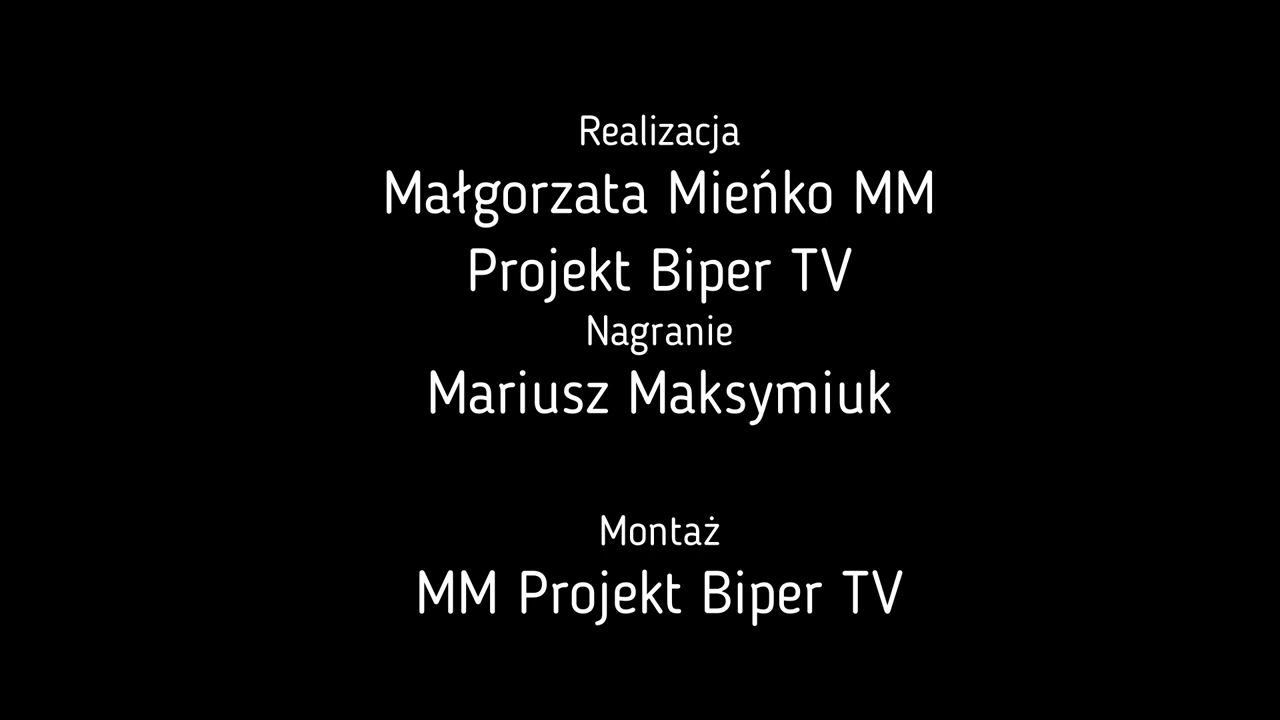 Realizacja
Małgorzata Mieńko MM
Projekt Biper TV
Nagranie
Mariusz Maksymiuk
Montaż
MM Projekt Biper TV